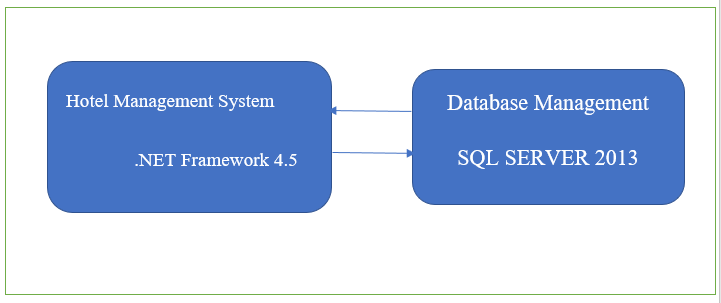 Hotel Management System
.NET Framework 4.5
Database Management
SQL SERVER 2013